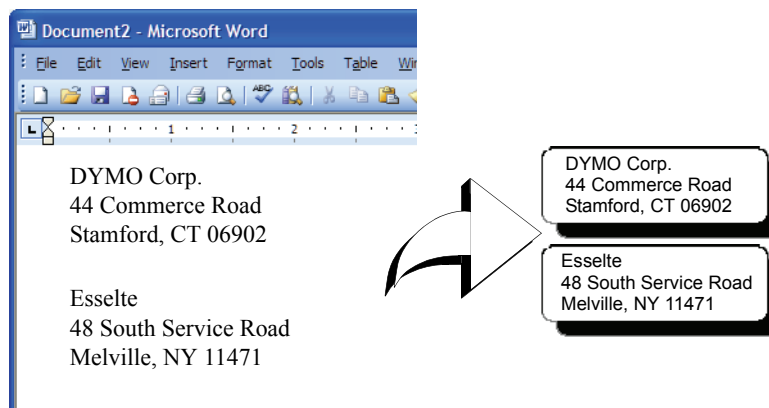 Document2 - Microsoft Word
File Edit View Insert Format Tools Table
ABC
1 2
DYMO Corp.
44 Commerce Road
Stamford, CT 06902
Esselte
48 South Service Road
Melville, NY 11471
DYMO Corp.
44 Commerce Road
Stamford, CT 06902
Esselte
48 South Service Road
Melville, NY 11471